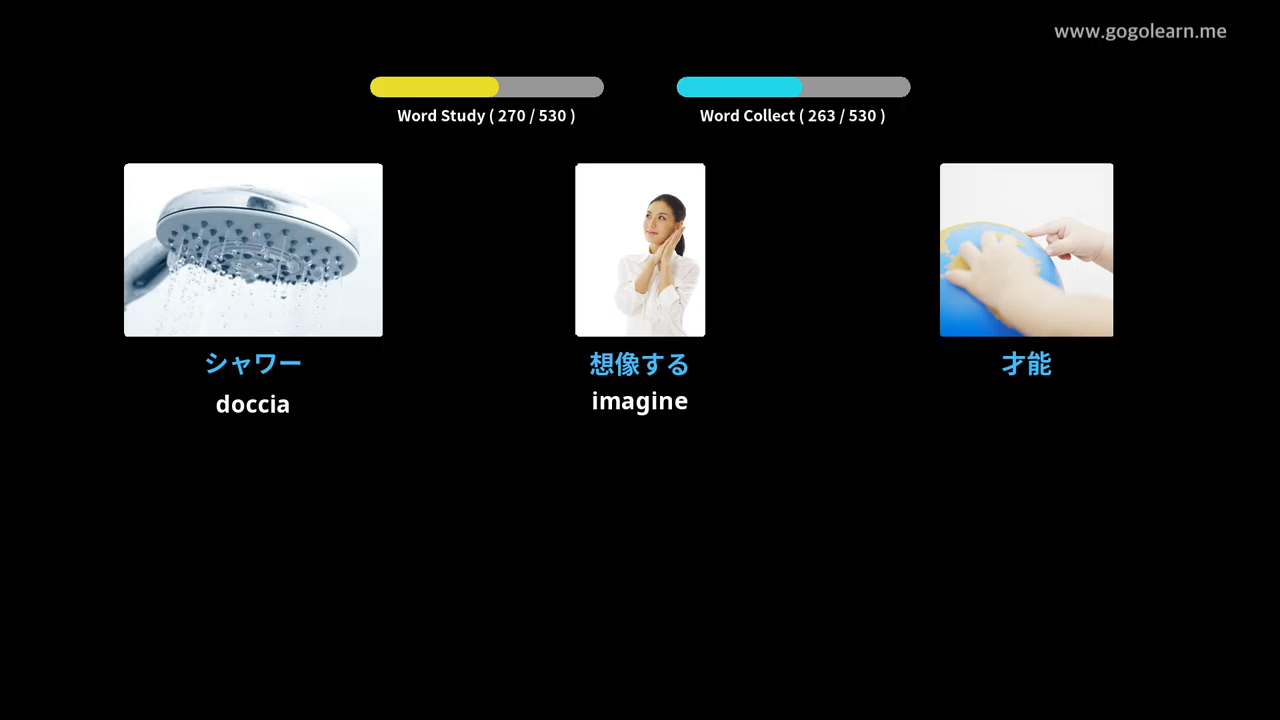 www.gogolearn.me
Word Study ( 270 / 530 )
Word Collect ( 263 / 530 )
シャワー
想像する
才能
doccia
imagine